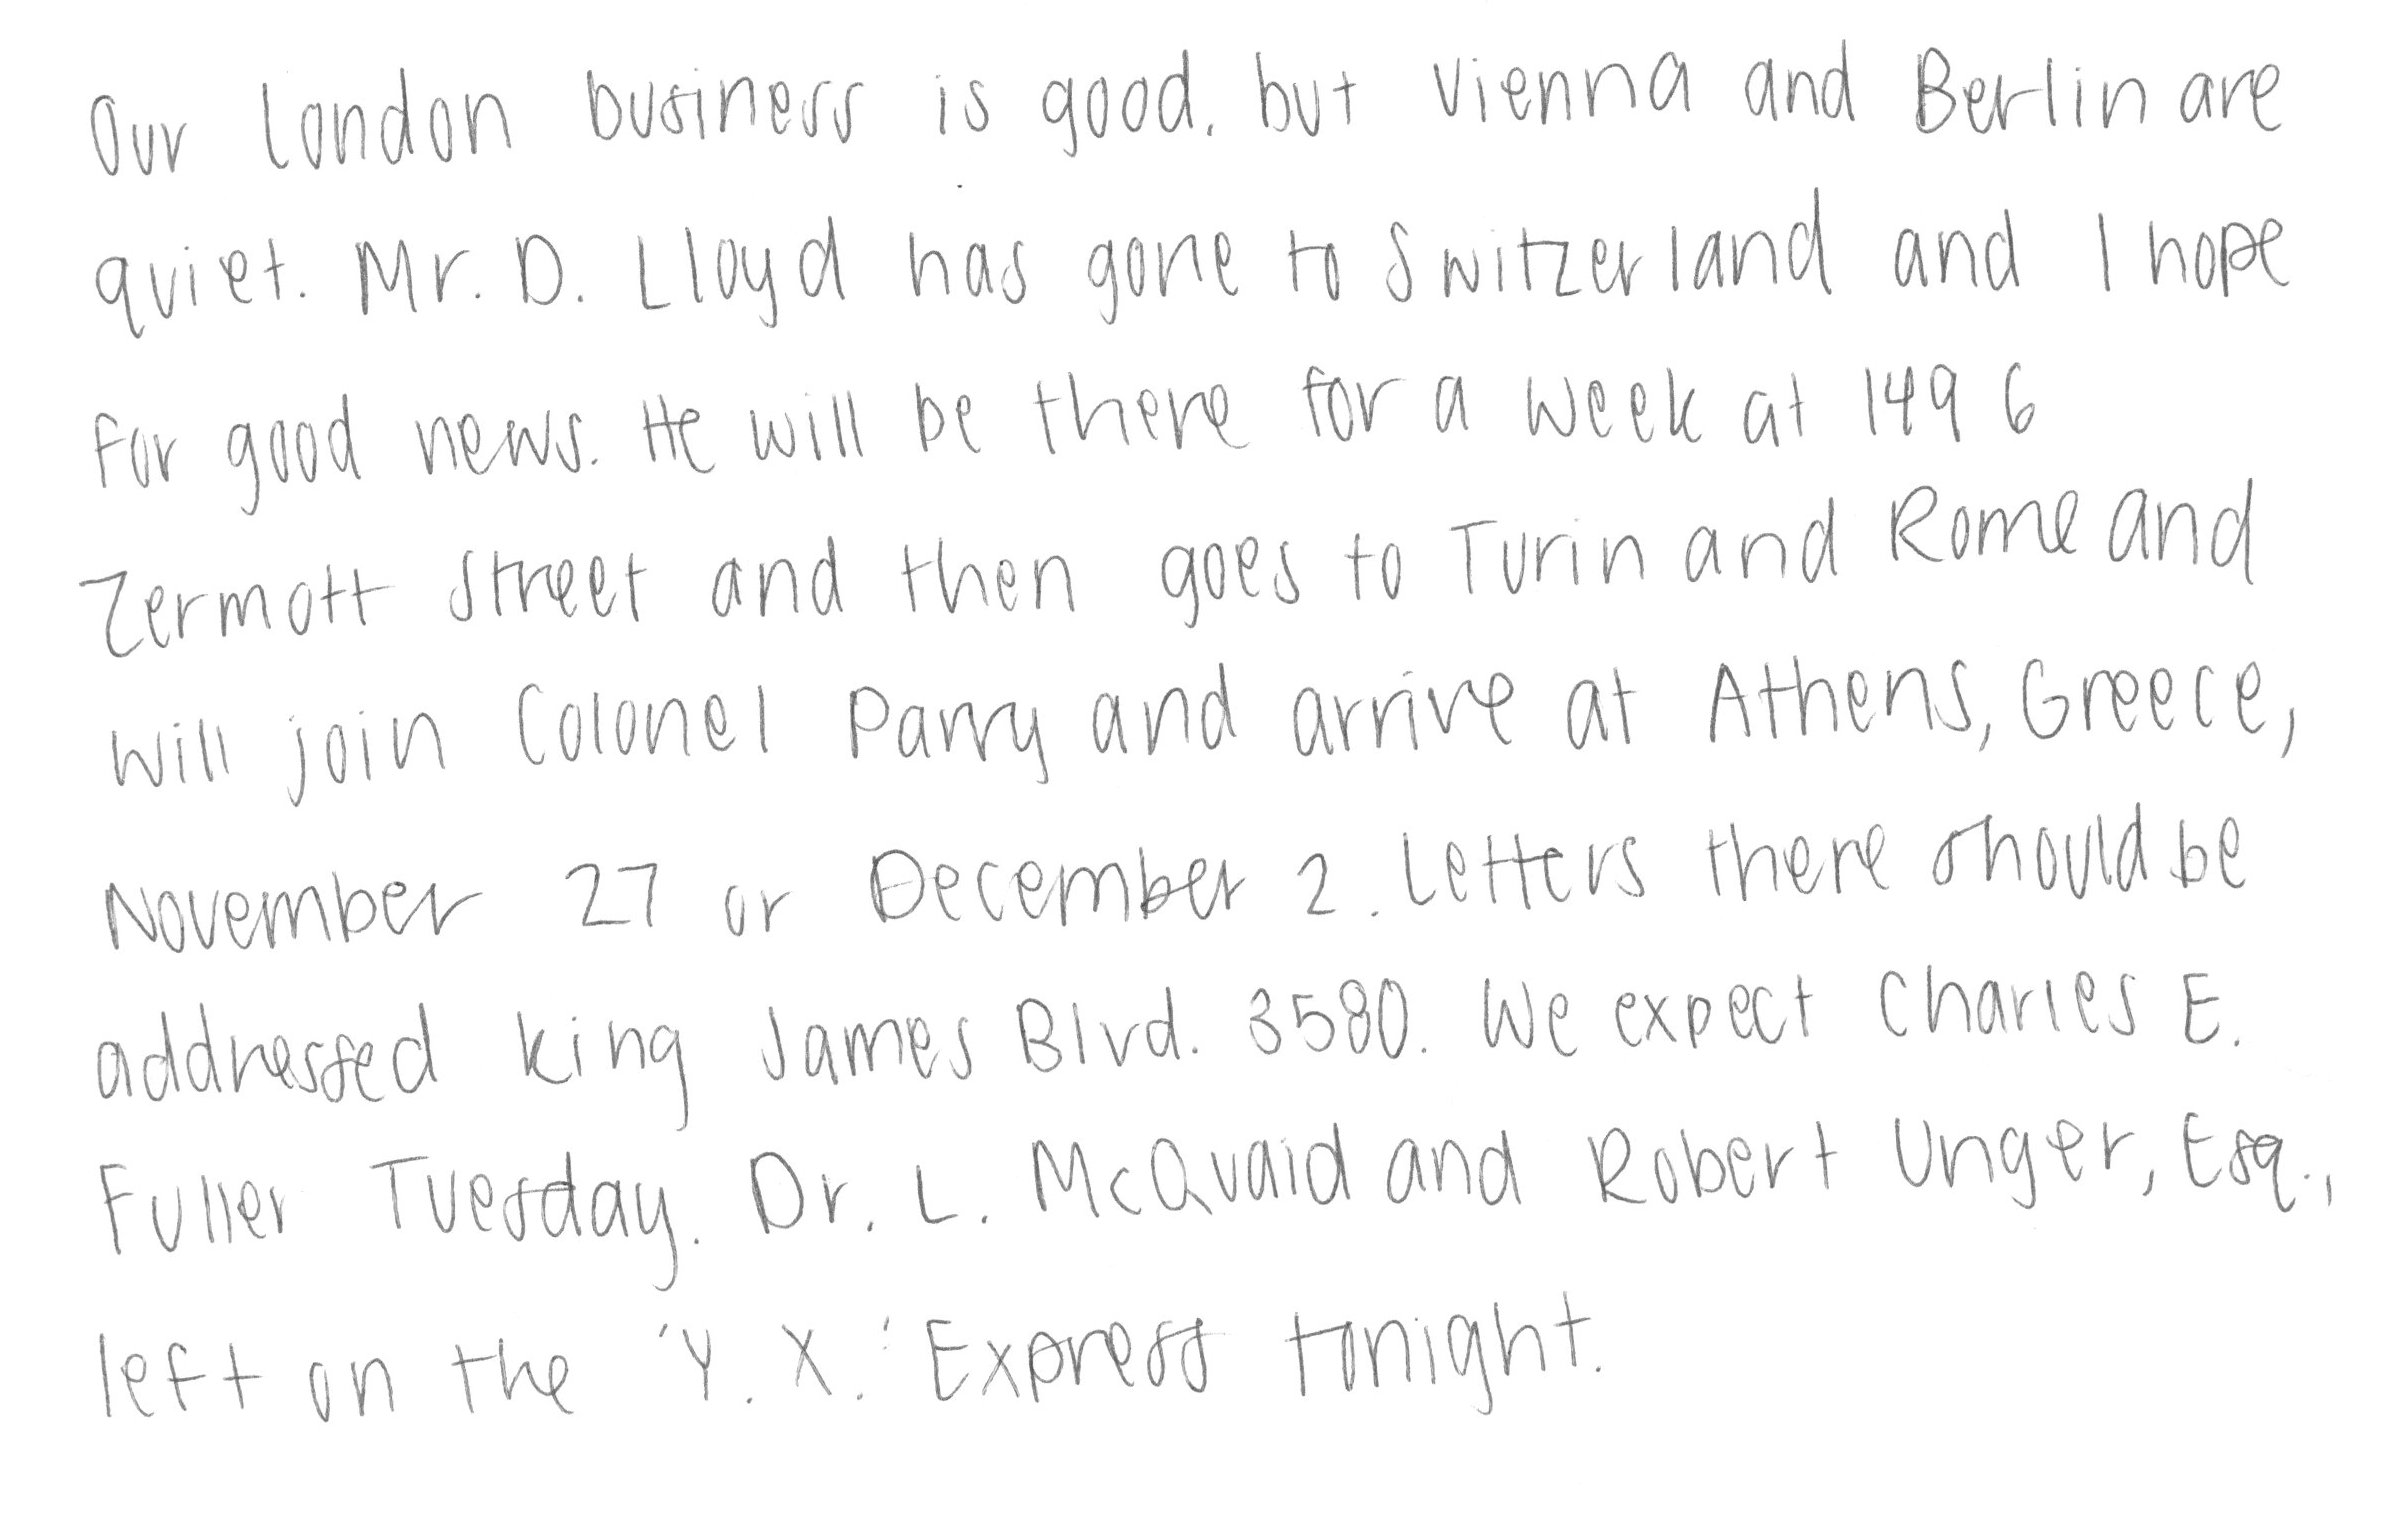 Our London business is good, but Vienna and Berlin are
quiet. Mr. D. Lloyd has gone to Switzerland and I hope
for good news. He will be there for a week at 1496
Zermott Street and then goes to Turin and Rome and
will join Colonel Parry and arrive at Athens, Greece,
November 27 or December 2. Letters there should be
addressed King James Blvd. 3580. We expect Charles E.
Fuller Tuesday. Dr. L. McQuaid and Robert Unger, Esq.,
left on the 'Y. X.' Express tonight.